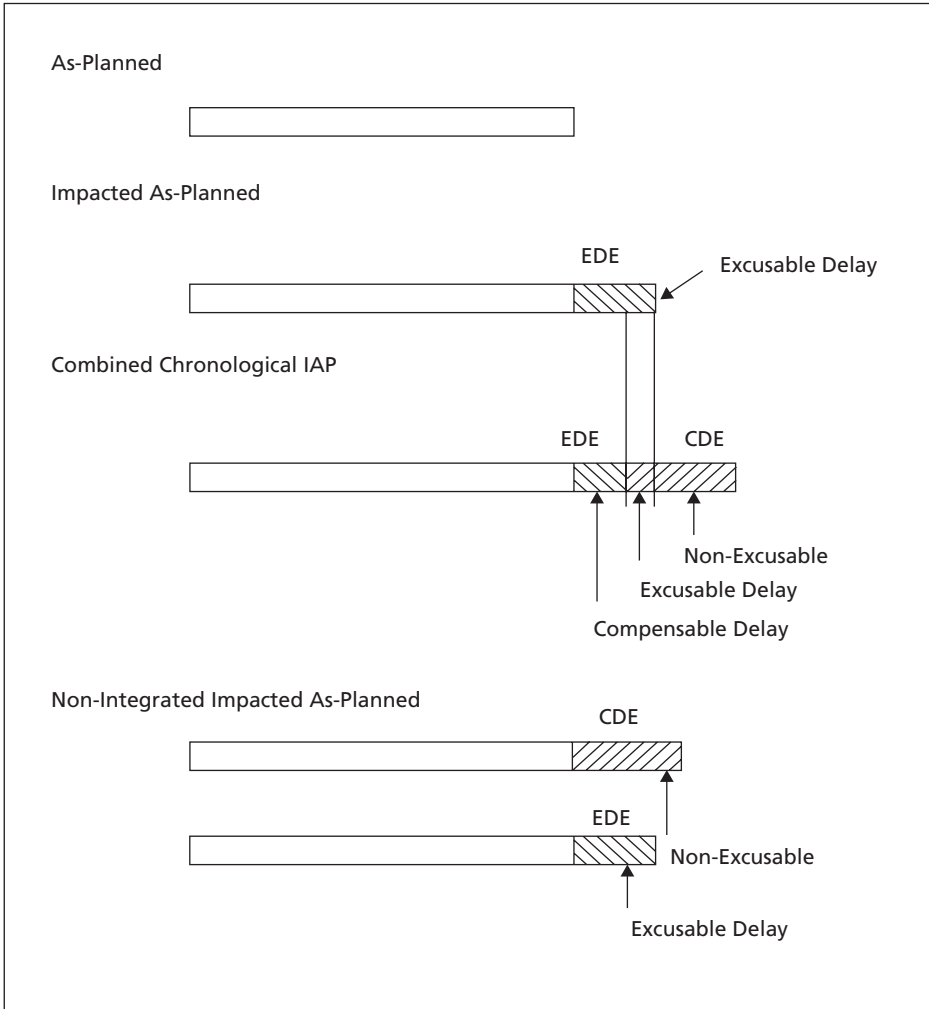 As-Planned
Impacted As-Planned
EDE
Excusable Delay
Combined Chronological IAP
EDE
CDE
Non-Excusable
Excusable Delay
Compensable Delay
Non-Integrated Impacted As-Planned
CDE
EDE
Non-Excusable
Excusable Delay